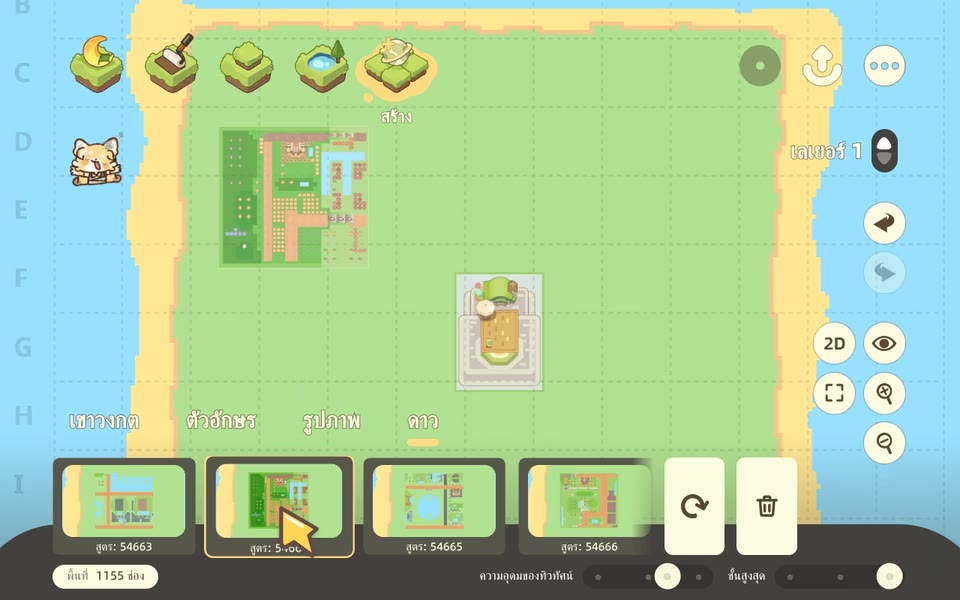 B
C
สร้าง
D
เลเยอร์ 1
E
F
G
2D
H
เขาวงกต ตัวอักษร รูปภาพ ดาว
I
สูตร: 54663 สูตร: สูตร: 54665 สูตร: 54666
พื้นที่ 1155 ช่อง ความอุดมของทิวทัศน์ ชั้นสูงสุด